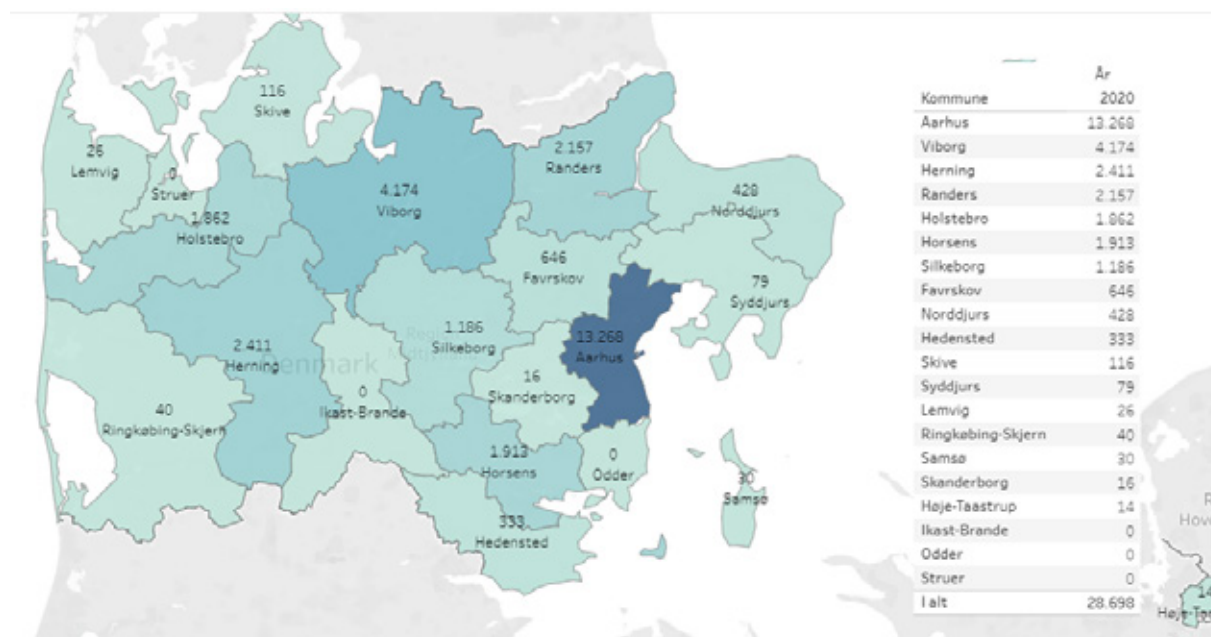 116
Skive
26
Lemvig
0
Struer
1.862
Holstebro
4.174
Viborg
2.157
Randers
428
Norddjurs
646
Favrskov
79
Syddjurs
2.411
Herning
Denmark
1.186
Silkeborg
13.268
Aarhus
16
Skanderborg
0
Ikast-Brande
40
Ringkøbing-Skjern
1.913
Horsens
0
Odder
30
Samsø
333
Hedensted
År
Kommune 2020
Aarhus 13.268
Viborg 4.174
Herning 2.411
Randers 2.157
Holstebro 1.862
Horsens 1.913
Silkeborg 1.186
Favrskov 646
Norddjurs 428
Hedensted 333
Skive 116
Syddjurs 79
Lemvig 26
Ringkøbing-Skjern 40
Samsø 30
Skanderborg 16
Høje-Taastrup 14
Ikast-Brande 0
Odder 0
Struer 0
I alt 28.698
14